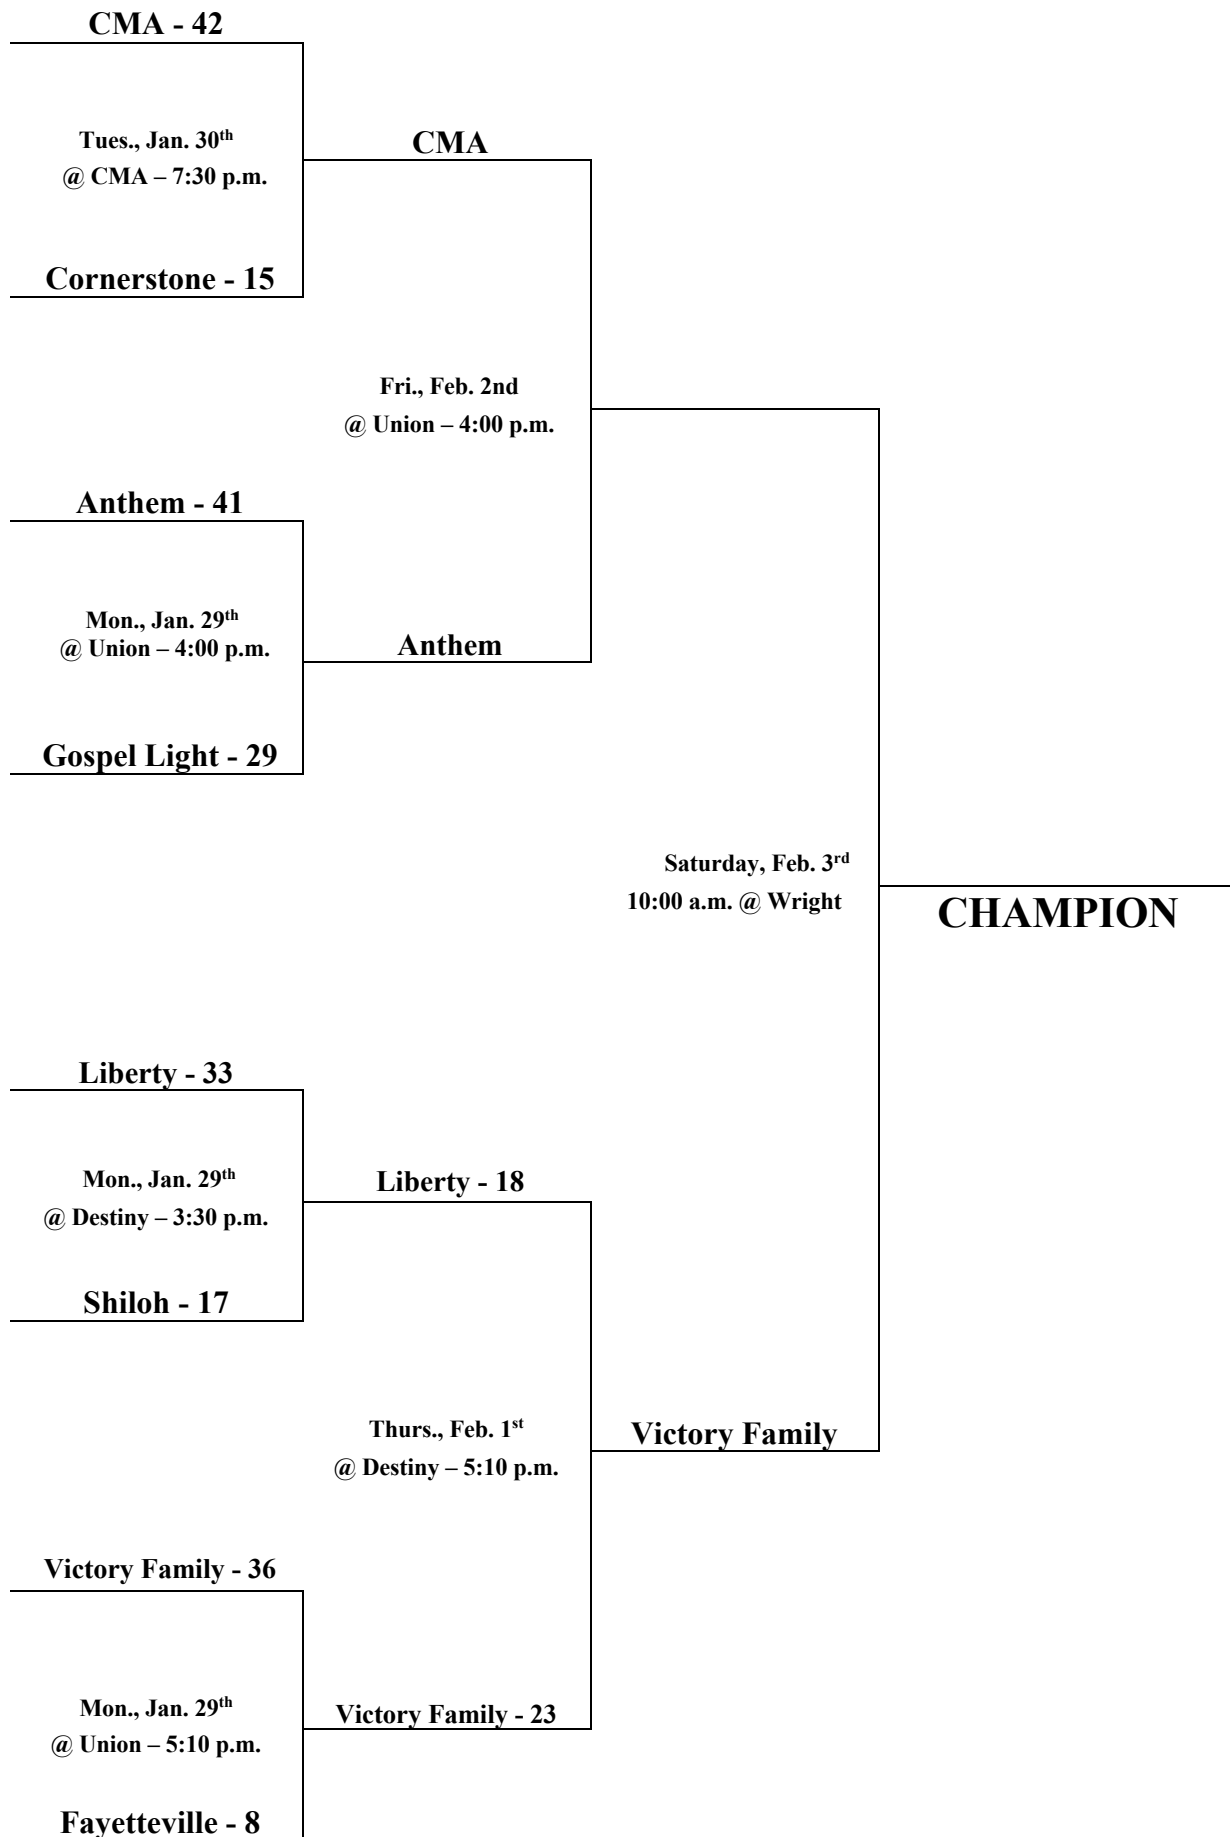 CMA - 42
Tues., Jan. 30th
@ CMA – 7:30 p.m.
CMA
Cornerstone - 15
Fri., Feb. 2nd
@ Union – 4:00 p.m.
Anthem - 41
Mon., Jan. 29th
@ Union – 4:00 p.m.
Anthem
Gospel Light - 29
Saturday, Feb. 3rd
10:00 a.m. @ Wright
CHAMPION
Liberty - 33
Mon., Jan. 29th
@ Destiny – 3:30 p.m.
Liberty - 18
Shiloh - 17
Thurs., Feb. 1st
@ Destiny – 5:10 p.m.
Victory Family
Victory Family - 36
Mon., Jan. 29th
@ Union – 5:10 p.m.
Victory Family - 23
Fayetteville - 8